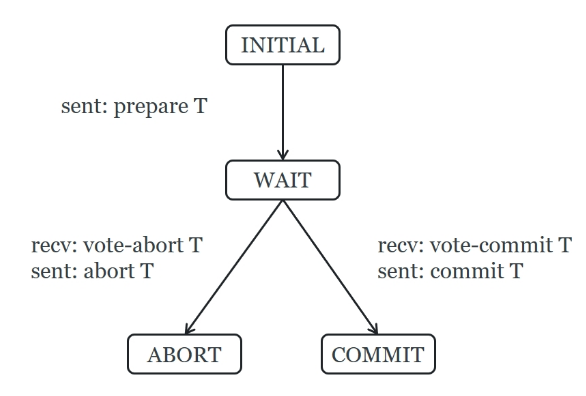 INITIAL
sent: prepare T
WAIT
recv: vote-abort T
sent: abort T
recv: vote-commit T
sent: commit T
ABORT
COMMIT